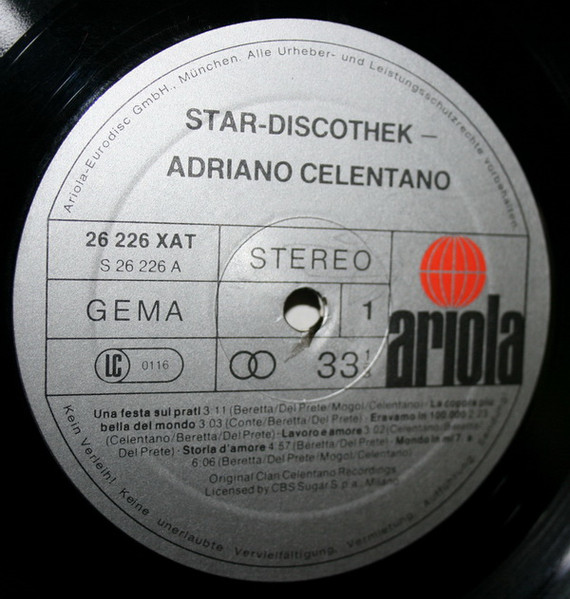 Ariola-Eurodisc GmbH., München. Alle Urheber- und Leistungsschutzrechte vorbehalten.
STAR-DISCOTHEK –
ADRIANO CELENTANO
26 226 XAT
S 26 226 A
STEREO
GEMA
1
ariola
LC 0116
33 1/3
Una festa sui prati 3 11 (Beretta/Del Prete/Mogol/Celentano) · La coppia più
bella del mondo 3 03 (Conte/Beretta/Del Prete) · Eravamo in 100.000 2 23
(Celentano/Beretta/Del Prete) · Lavoro e amore 3 02 (Celentano/Beretta/
Del Prete) · Storia d'amore 4 57 (Beretta/Del Prete) · Mondo in mi 7. a
6:06 (Beretta/Del Prete/Mogol/Celentano)
Original Clan Celentano Recordings
Licensed by CBS Sugar S.p.a., Milano
Kein Verleih! Keine unerlaubte Vervielfältigung, Vermietung, Aufführung,